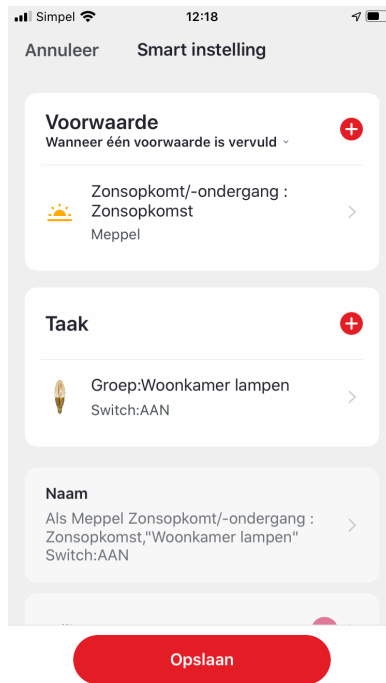 Simpel 12:18
Annuleer Smart instelling
Voorwaarde
Wanneer één voorwaarde is vervuld
Zonsopkomt/-ondergang :
Zonsopkomst
Meppel
Taak
Groep:Woonkamer lampen
Switch:AAN
Naam
Als Meppel Zonsopkomt/-ondergang :
Zonsopkomst,"Woonkamer lampen"
Switch:AAN
Opslaan